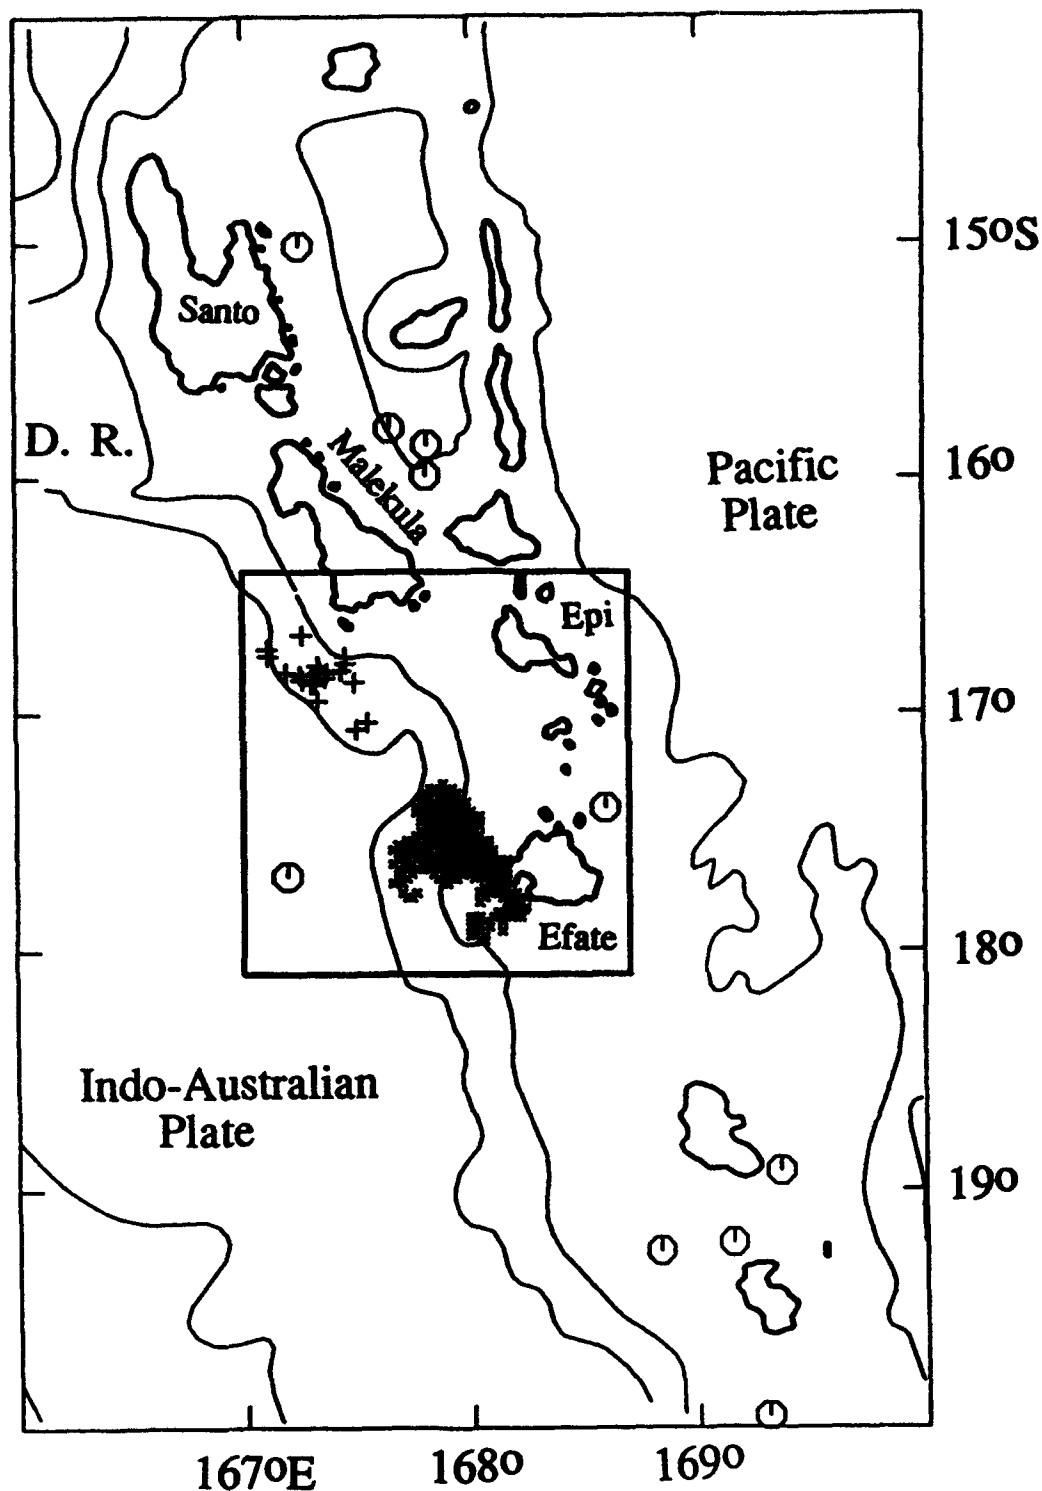 15oS
Santo
D. R.
Malekula
Pacific
Plate
16o
Epi
17o
Efate
18o
Indo-Australian
Plate
19o
167oE
168o
169o